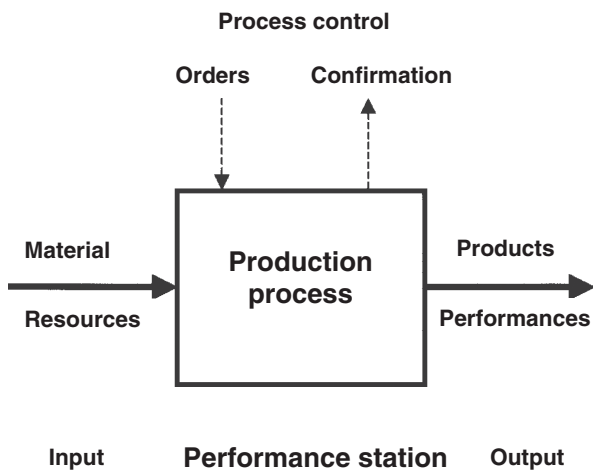 Process control
Orders
Confirmation
Material
Resources
Production
process
Products
Performances
Input
Performance station
Output